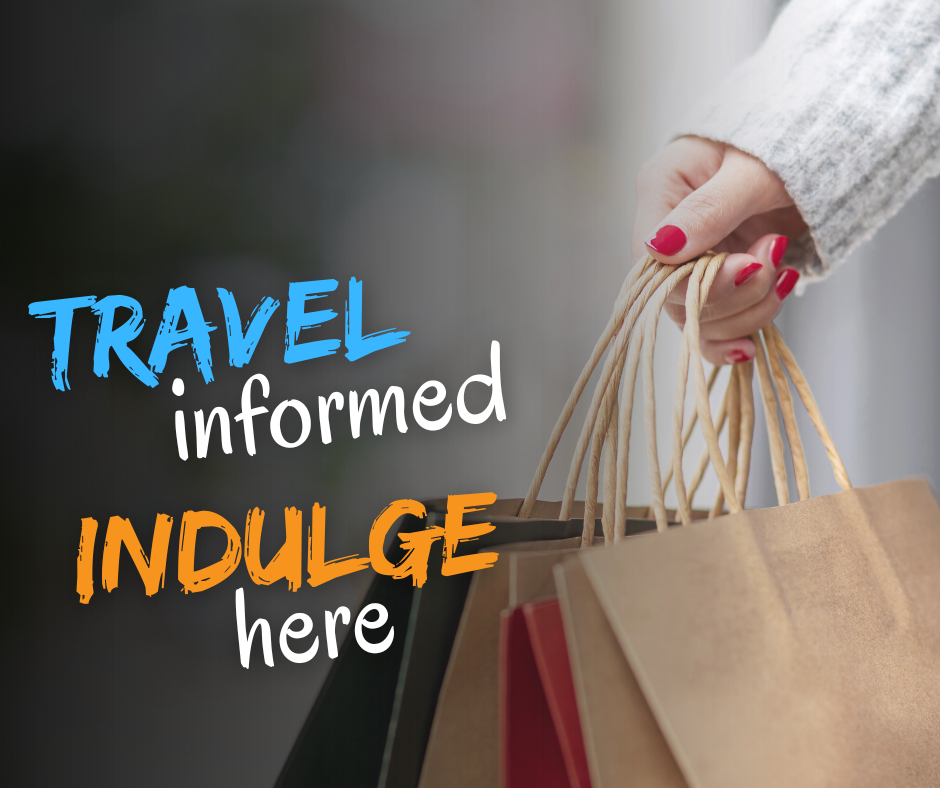 TRAVEL
informed
INDULGE
here